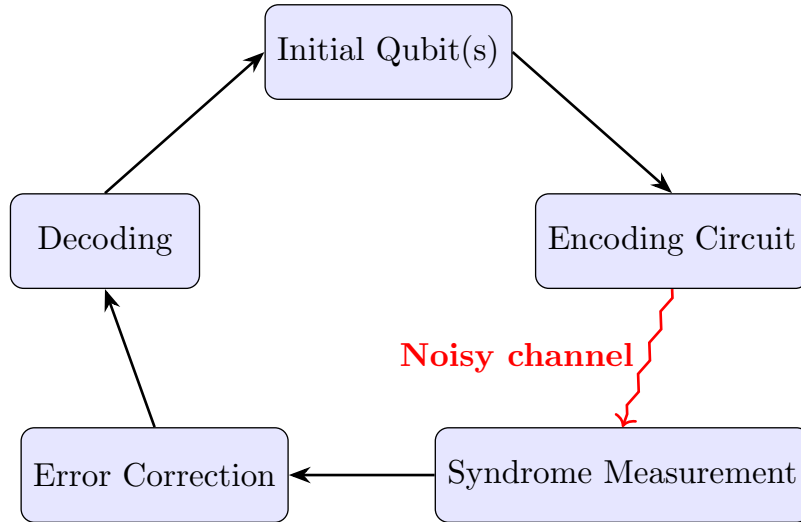 Initial Qubit(s)
Decoding
Encoding Circuit
Noisy channel
Error Correction
Syndrome Measurement